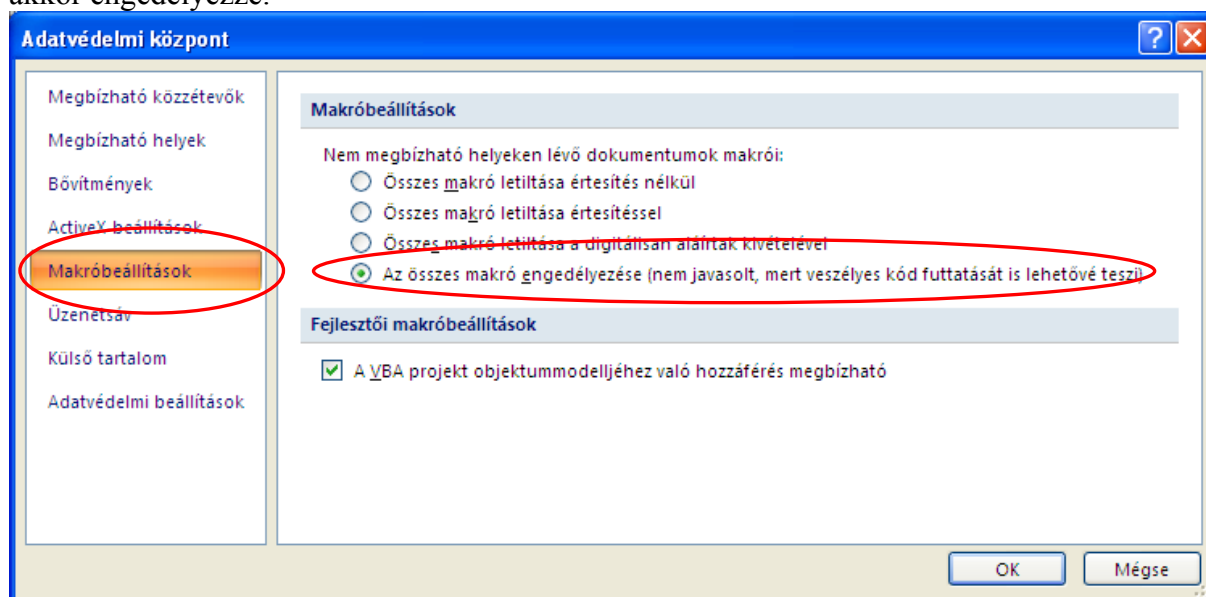 akkor engedélyezze.
Adatvédelmi központ
Megbízható közzétevők
Megbízható helyek
Bővítmények
ActiveX-beállítások
Makróbeállítások
Üzenetsáv
Külső tartalom
Adatvédelmi beállítások
Makróbeállítások
Nem megbízható helyeken lévő dokumentumok makrói:
Összes makró letiltása értesítés nélkül
Összes makró letiltása értesítéssel
Összes makró letiltása a digitálisan aláírtak kivételével
Az összes makró engedélyezése (nem javasolt, mert veszélyes kód futtatását is lehetővé teszi)
Fejlesztői makróbeállítások
A VBA projekt objektummodelljéhez való hozzáférés megbízható
OK Mégse